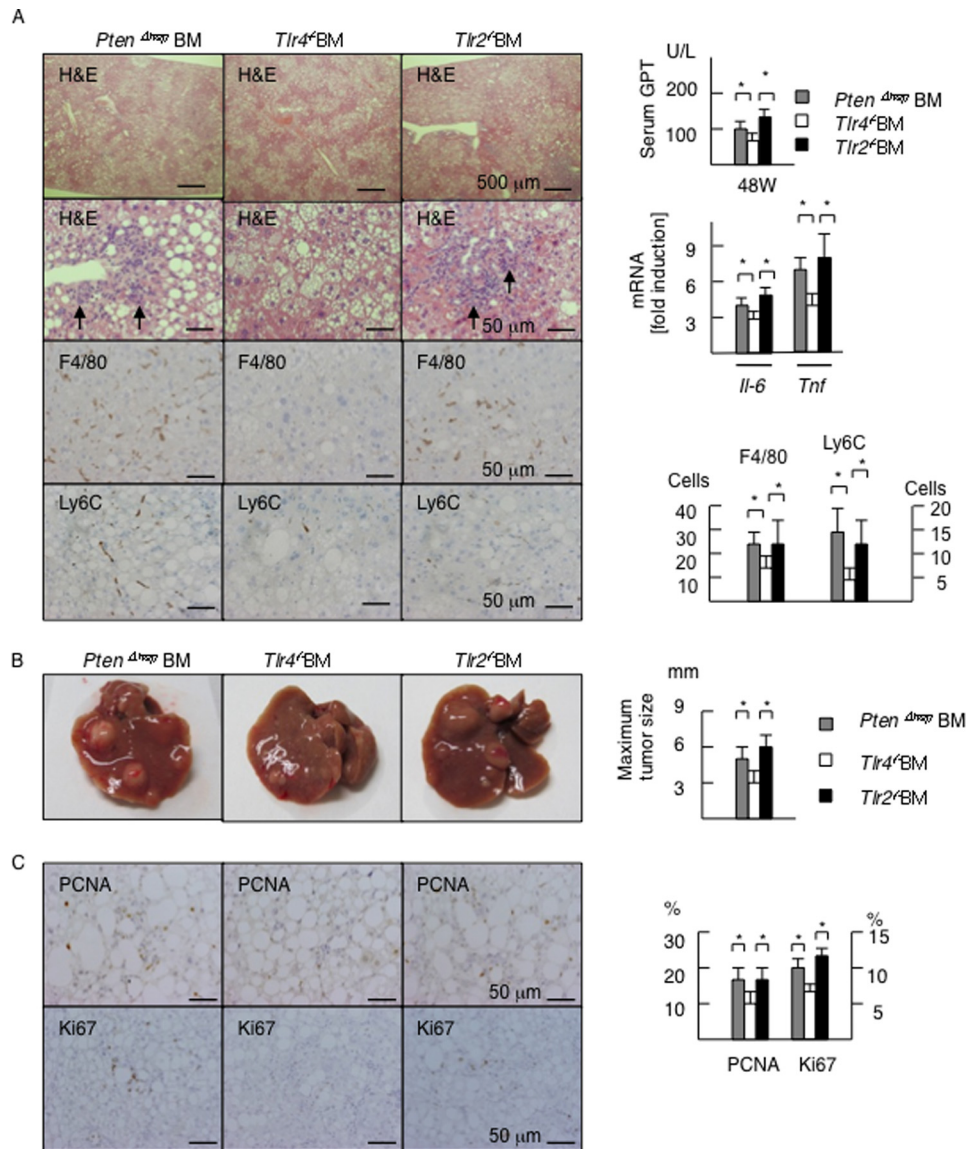 A
Pten BM
Tlr4-/-BM
Tlr2-/-BM
H&E
H&E
H&E
500 µm
H&E
H&E
H&E
50 µm
F4/80
F4/80
F4/80
50 µm
Ly6C
Ly6C
Ly6C
50 µm
U/L
Serum GPT
200
100
* *
48W
Pten BM
Tlr4-/-BM
Tlr2-/-BM
mRNA
[fold induction]
9
6
3
* *
* *
Il-6
Tnf
F4/80
Ly6C
Cells
Cells
40
30
20
10
* *
* *
20
15
10
5
B
Pten BM
Tlr4-/-BM
Tlr2-/-BM
mm
Maximum
tumor size
9
6
3
* *
Pten BM
Tlr4-/-BM
Tlr2-/-BM
C
PCNA
PCNA
PCNA
50 µm
Ki67
Ki67
Ki67
50 µm
%
%
30
20
10
* *
* *
15
10
5
PCNA
Ki67